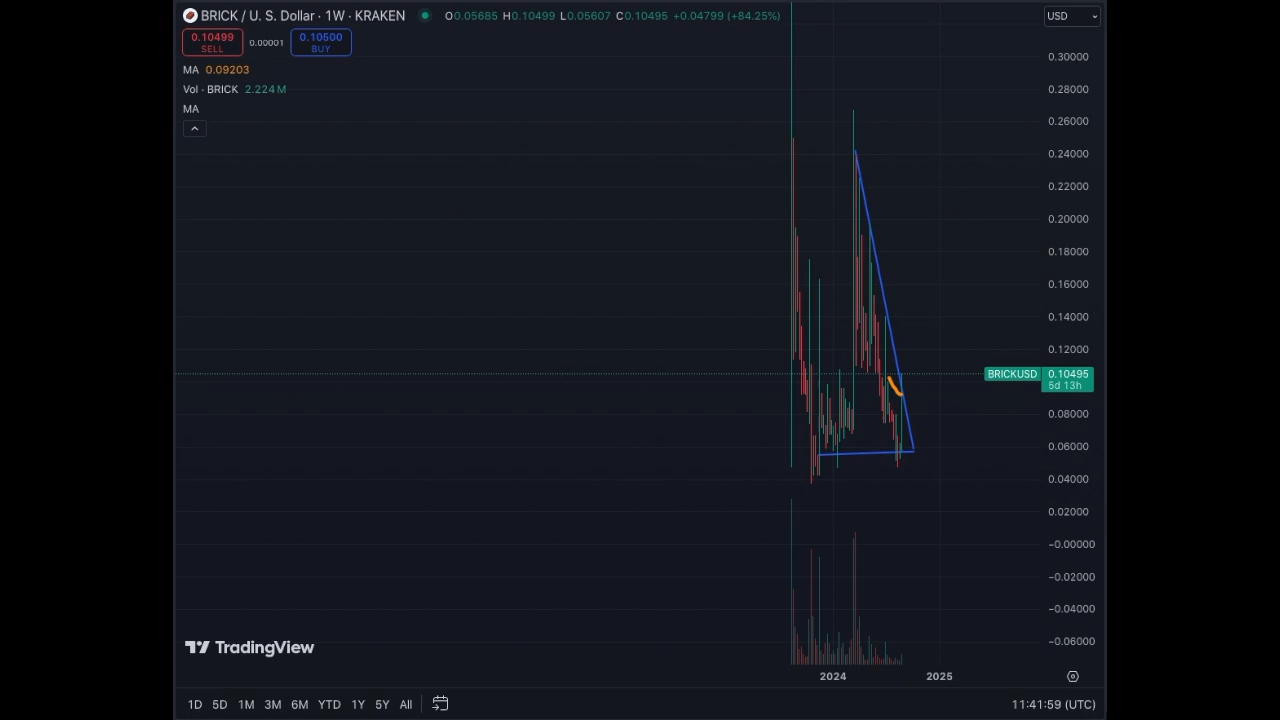 BRICK / U. S. Dollar · 1W · KRAKEN O0.05685 H0.10499 L0.05607 C0.10495 +0.04799 (+84.25%) USD
0.10499 0.00001 0.10500
SELL BUY
MA 0.09203
Vol · BRICK 2.224M
MA
0.30000
0.28000
0.26000
0.24000
0.22000
0.20000
0.18000
0.16000
0.14000
0.12000
BRICKUSD 0.10495
5d 13h
0.08000
0.06000
0.04000
0.02000
−0.00000
−0.02000
−0.04000
−0.06000
TradingView
2024 2025
1D 5D 1M 3M 6M YTD 1Y 5Y All 11:41:59 (UTC)